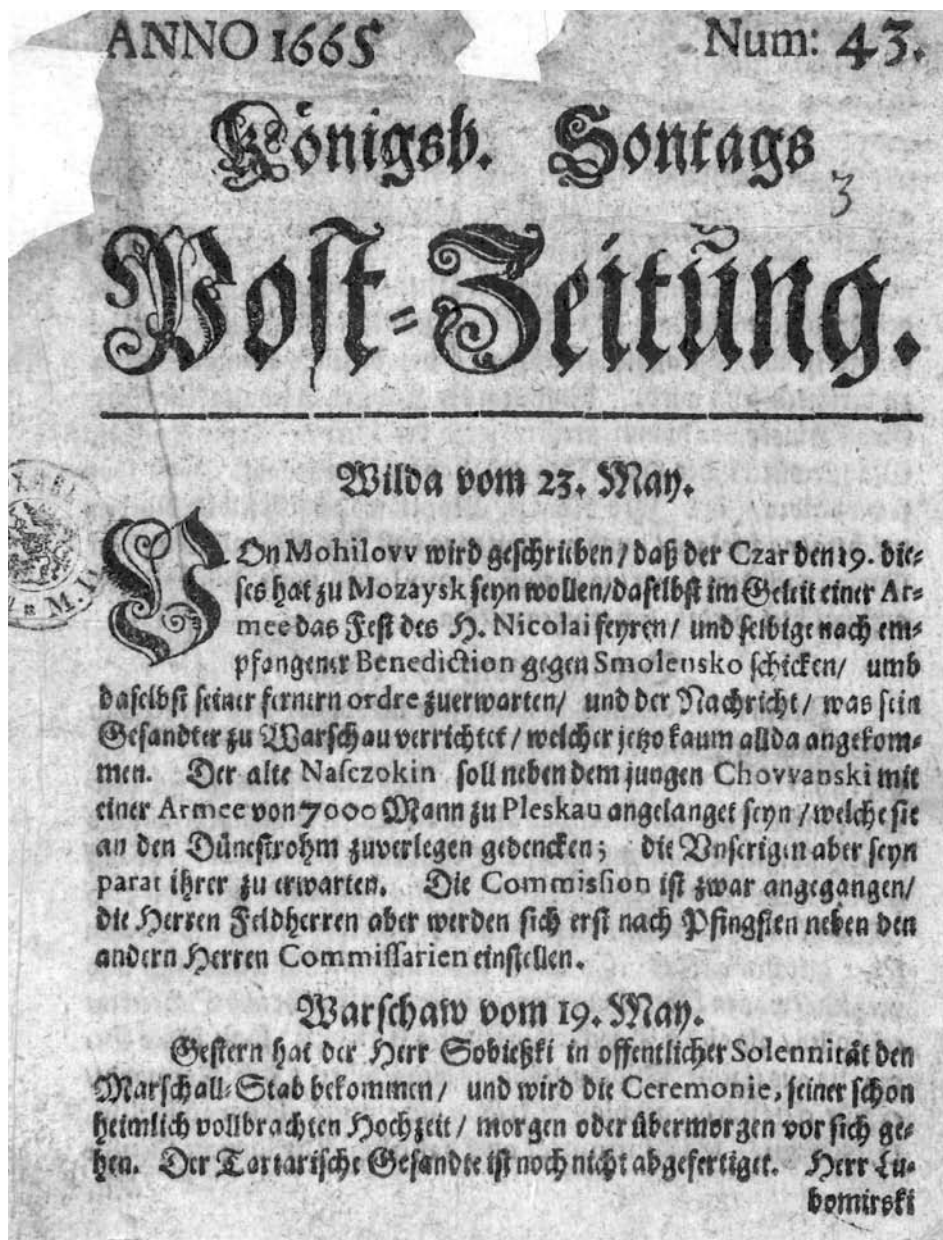 ANNO 1665 Num: 43.
Königsb. Sontags
3
Post-Zeitung.
Wilda vom 23. May.
VOn Mohilovv wird geschrieben / daß der Czar den 19. die-
ses hat zu Mozaysk seyn wollen/daselbst im Geleit einer Ar-
mee das Fest des H. Nicolai feyren / und selbige nach em-
pfangener Benediction gegen Smolensko schicken / umb
daselbst seiner fernern ordre zuerwarten / und der Nachricht / was sein
Gesandter zu Warschau verrichtet / welcher jetzo kaum allda angekom-
men. Der alte Nasczokin soll neben dem jungen Chovvanski mit
einer Armee von 7000 Mann zu Pleskau angelanget seyn / welche sie
an den Dünestrohm zuverlegen gedencken; die Vnserigen aber seyn
parat ihrer zu erwarten. Die Commission ist zwar angegangen/
die Herren Feldherren aber werden sich erst nach Pfingsten neben den
andern Herren Commissarien einstellen.
Warschaw vom 19. May.
Gestern hat der Herr Sobietzki in offentlicher Solennität den
Marschall-Stab bekommen / und wird die Ceremonie, seiner schon
heimlich vollbrachten Hochzeit / morgen oder übermorgen vor sich ge-
hen. Der Tartarische Gesandte ist noch nicht abgefertiget. Herr Lu-
bomirski